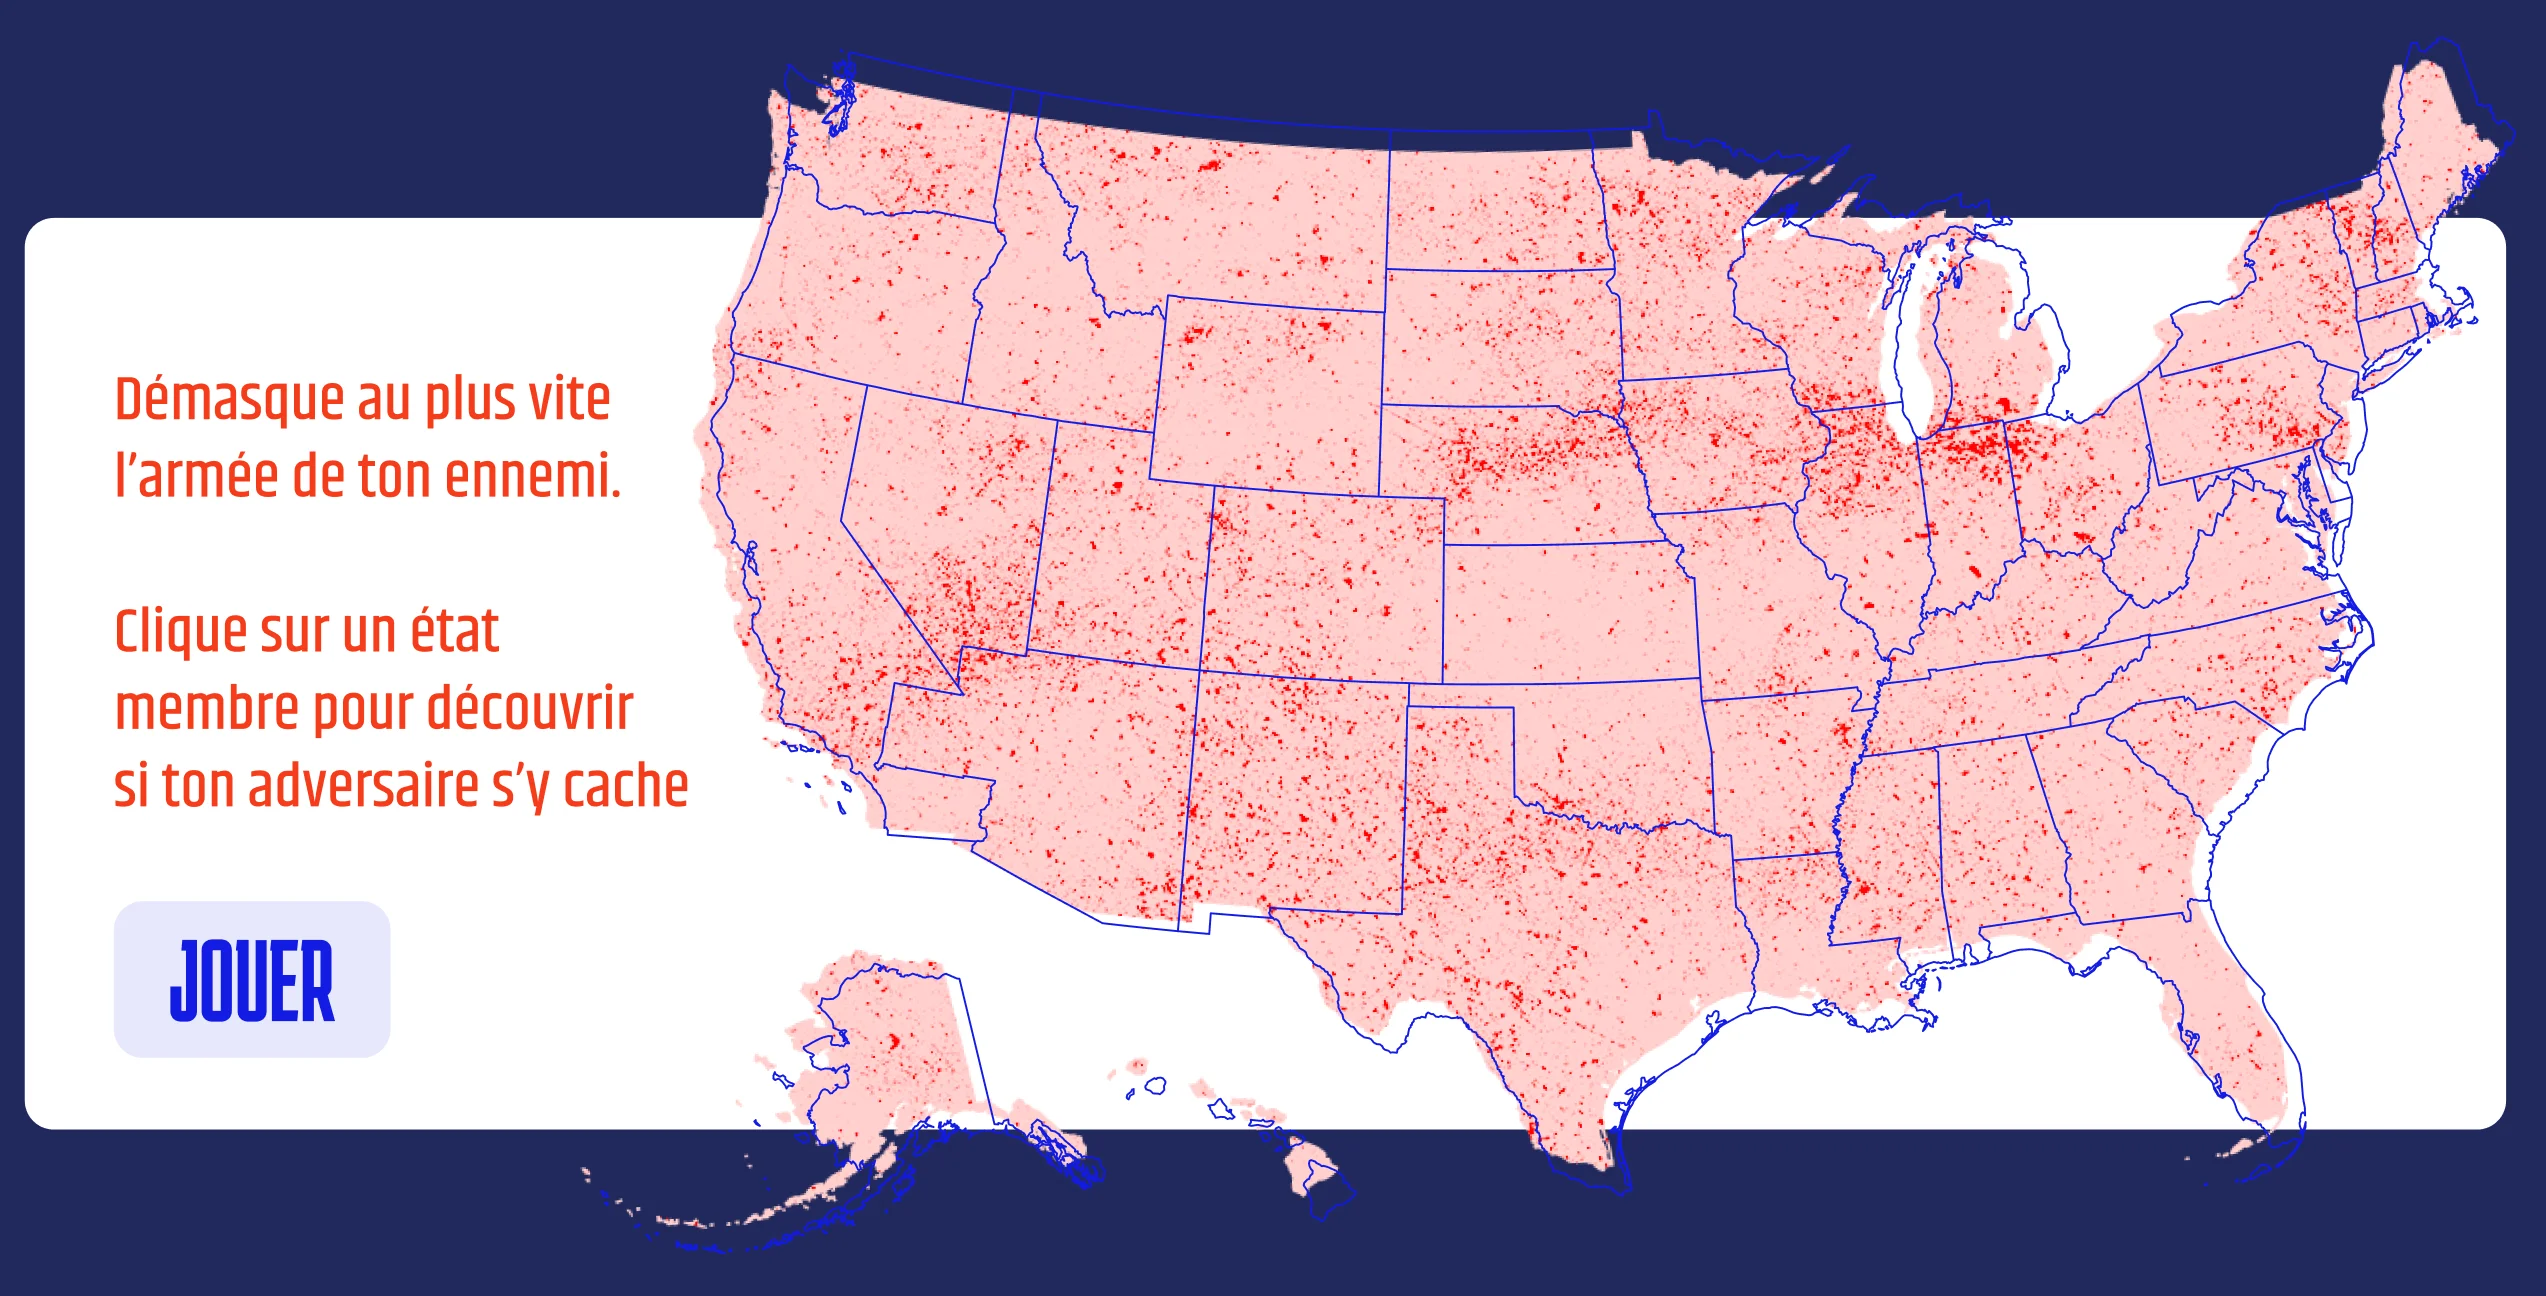 Démasque au plus vite
l’armée de ton ennemi.
Clique sur un état
membre pour découvrir
si ton adversaire s’y cache
JOUER